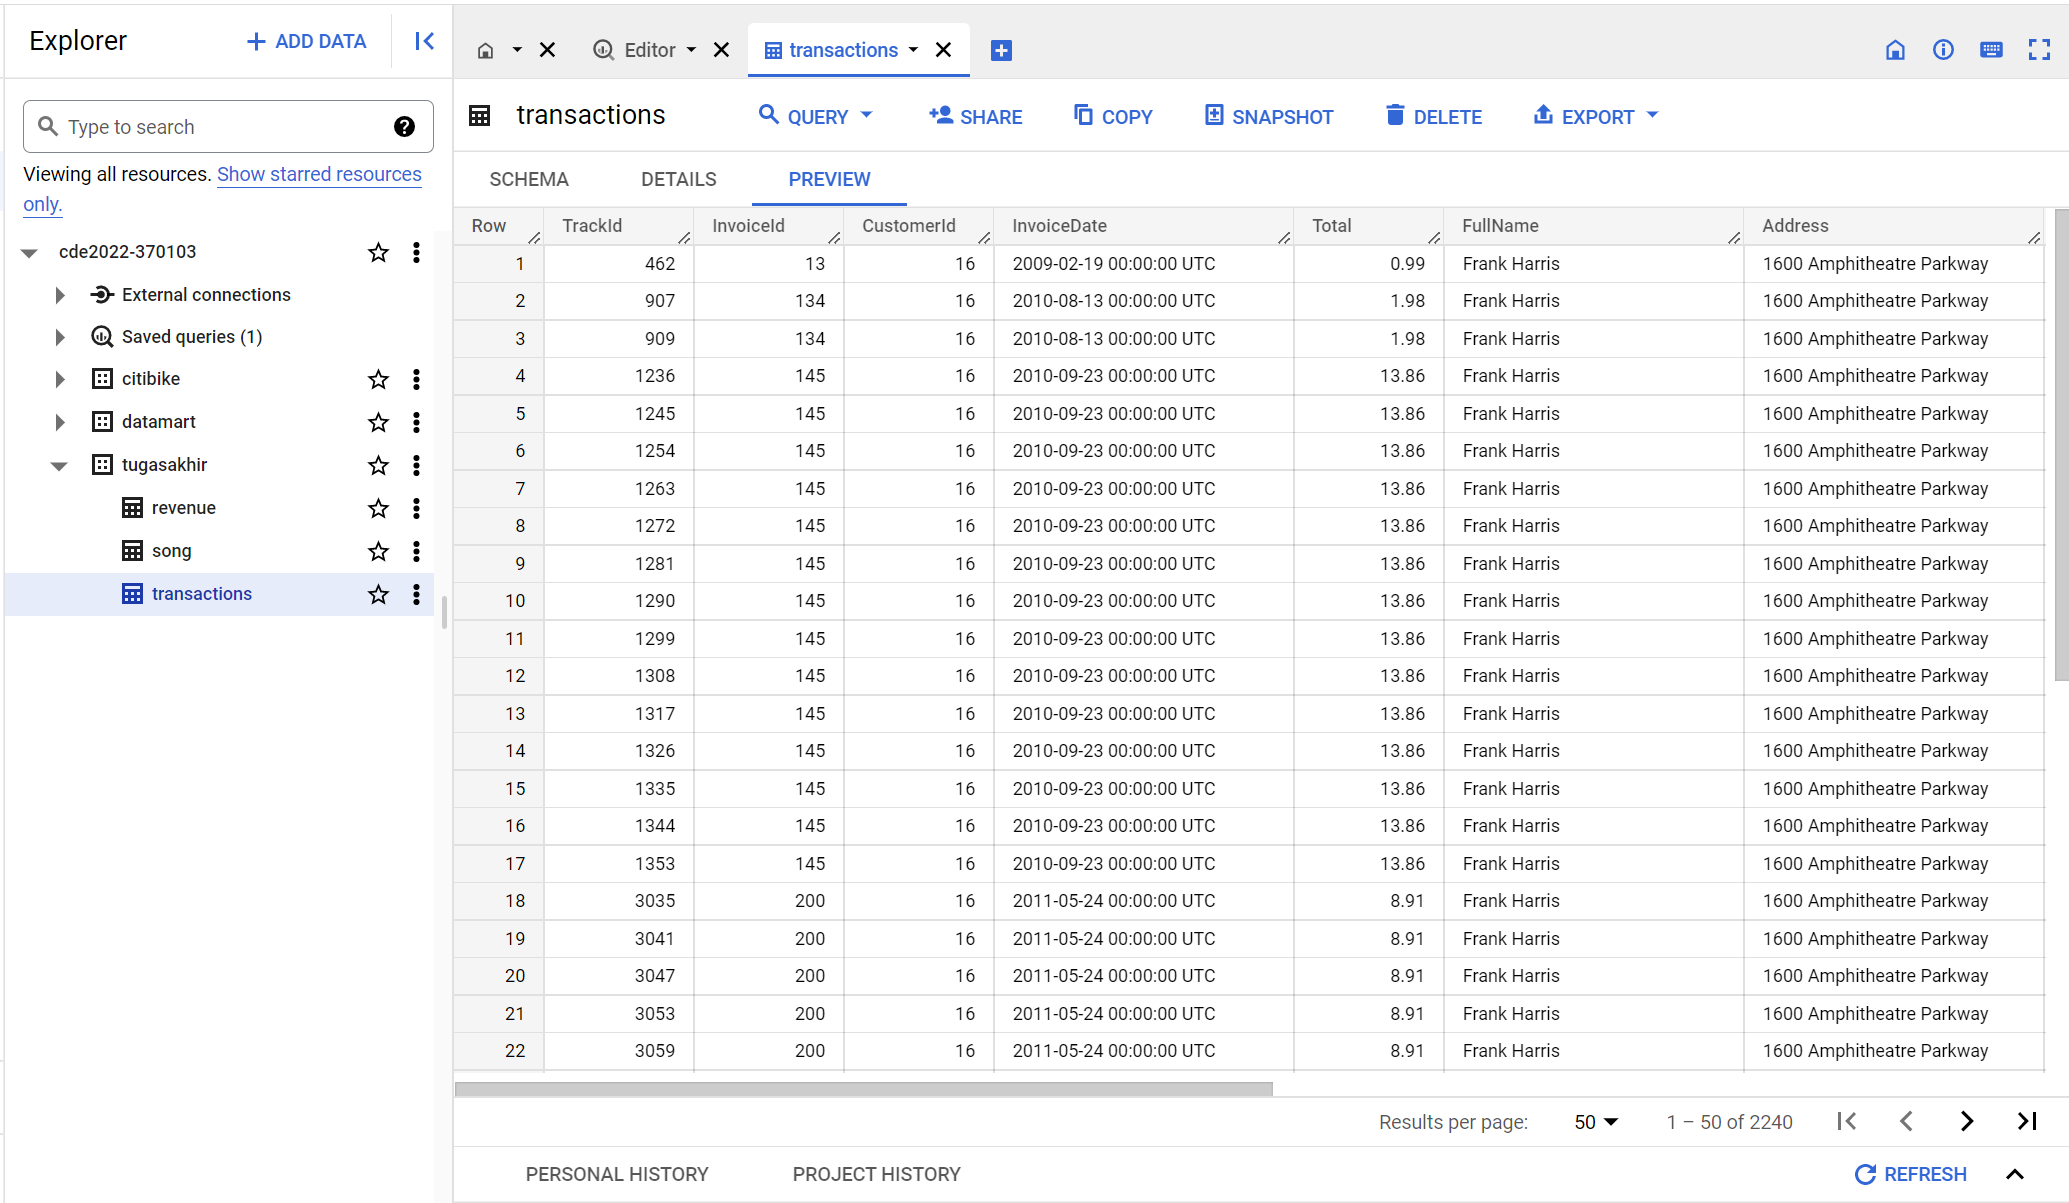 Explorer
ADD DATA
Type to search
Viewing all resources. Show starred resources
only.
cde2022-370103
External connections
Saved queries (1)
citibike
datamart
tugasakhir
revenue
song
transactions
Editor
transactions
transactions
QUERY
SHARE
COPY
SNAPSHOT
DELETE
EXPORT
SCHEMA DETAILS PREVIEW
Row TrackId InvoiceId CustomerId InvoiceDate Total FullName Address
1 462 13 16 2009-02-19 00:00:00 UTC 0.99 Frank Harris 1600 Amphitheatre Parkway
2 907 134 16 2010-08-13 00:00:00 UTC 1.98 Frank Harris 1600 Amphitheatre Parkway
3 909 134 16 2010-08-13 00:00:00 UTC 1.98 Frank Harris 1600 Amphitheatre Parkway
4 1236 145 16 2010-09-23 00:00:00 UTC 13.86 Frank Harris 1600 Amphitheatre Parkway
5 1245 145 16 2010-09-23 00:00:00 UTC 13.86 Frank Harris 1600 Amphitheatre Parkway
6 1254 145 16 2010-09-23 00:00:00 UTC 13.86 Frank Harris 1600 Amphitheatre Parkway
7 1263 145 16 2010-09-23 00:00:00 UTC 13.86 Frank Harris 1600 Amphitheatre Parkway
8 1272 145 16 2010-09-23 00:00:00 UTC 13.86 Frank Harris 1600 Amphitheatre Parkway
9 1281 145 16 2010-09-23 00:00:00 UTC 13.86 Frank Harris 1600 Amphitheatre Parkway
10 1290 145 16 2010-09-23 00:00:00 UTC 13.86 Frank Harris 1600 Amphitheatre Parkway
11 1299 145 16 2010-09-23 00:00:00 UTC 13.86 Frank Harris 1600 Amphitheatre Parkway
12 1308 145 16 2010-09-23 00:00:00 UTC 13.86 Frank Harris 1600 Amphitheatre Parkway
13 1317 145 16 2010-09-23 00:00:00 UTC 13.86 Frank Harris 1600 Amphitheatre Parkway
14 1326 145 16 2010-09-23 00:00:00 UTC 13.86 Frank Harris 1600 Amphitheatre Parkway
15 1335 145 16 2010-09-23 00:00:00 UTC 13.86 Frank Harris 1600 Amphitheatre Parkway
16 1344 145 16 2010-09-23 00:00:00 UTC 13.86 Frank Harris 1600 Amphitheatre Parkway
17 1353 145 16 2010-09-23 00:00:00 UTC 13.86 Frank Harris 1600 Amphitheatre Parkway
18 3035 200 16 2011-05-24 00:00:00 UTC 8.91 Frank Harris 1600 Amphitheatre Parkway
19 3041 200 16 2011-05-24 00:00:00 UTC 8.91 Frank Harris 1600 Amphitheatre Parkway
20 3047 200 16 2011-05-24 00:00:00 UTC 8.91 Frank Harris 1600 Amphitheatre Parkway
21 3053 200 16 2011-05-24 00:00:00 UTC 8.91 Frank Harris 1600 Amphitheatre Parkway
22 3059 200 16 2011-05-24 00:00:00 UTC 8.91 Frank Harris 1600 Amphitheatre Parkway
Results per page: 50 1 – 50 of 2240
PERSONAL HISTORY PROJECT HISTORY REFRESH